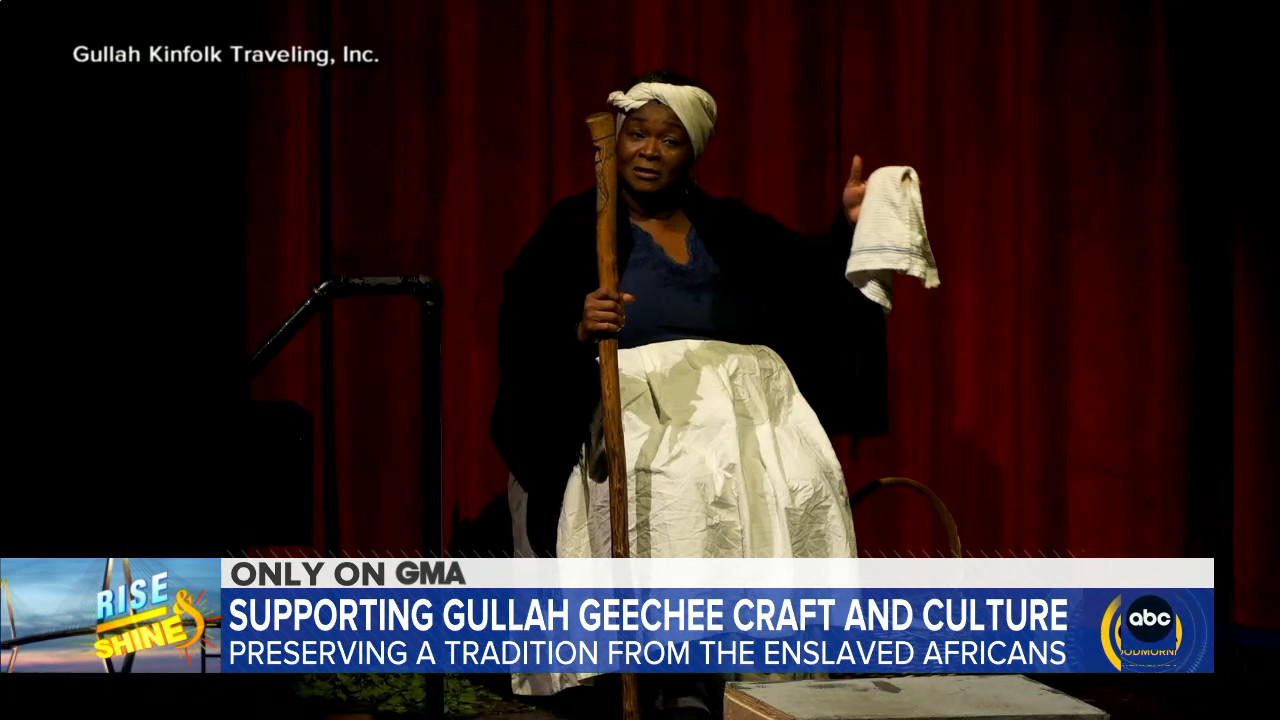 Gullah Kinfolk Traveling, Inc.
ONLY ON GMA
RISE &
SHINE
SUPPORTING GULLAH GEECHEE CRAFT AND CULTURE
PRESERVING A TRADITION FROM THE ENSLAVED AFRICANS
abc